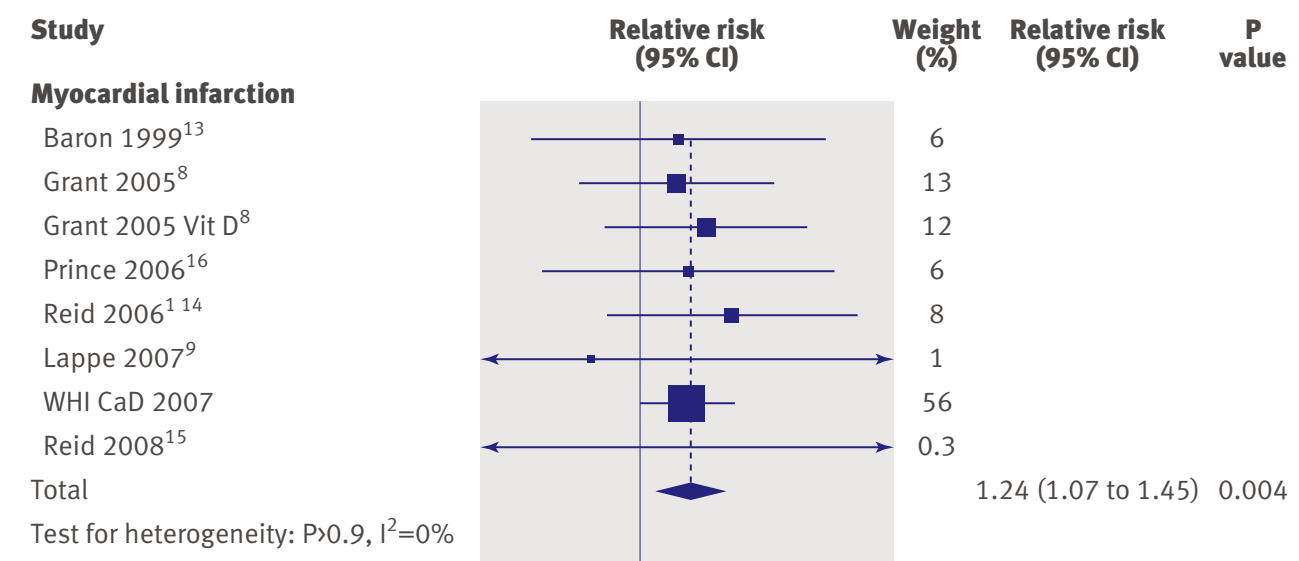 Study Relative risk (95% CI) Weight (%) Relative risk (95% CI) P value
Myocardial infarction
Baron 1999¹³ 6
Grant 2005⁸ 13
Grant 2005 Vit D⁸ 12
Prince 2006¹⁶ 6
Reid 2006¹ ¹⁴ 8
Lappe 2007⁹ 1
WHI CaD 2007 56
Reid 2008¹⁵ 0.3
Total 1.24 (1.07 to 1.45) 0.004
Test for heterogeneity: P>0.9, I²=0%